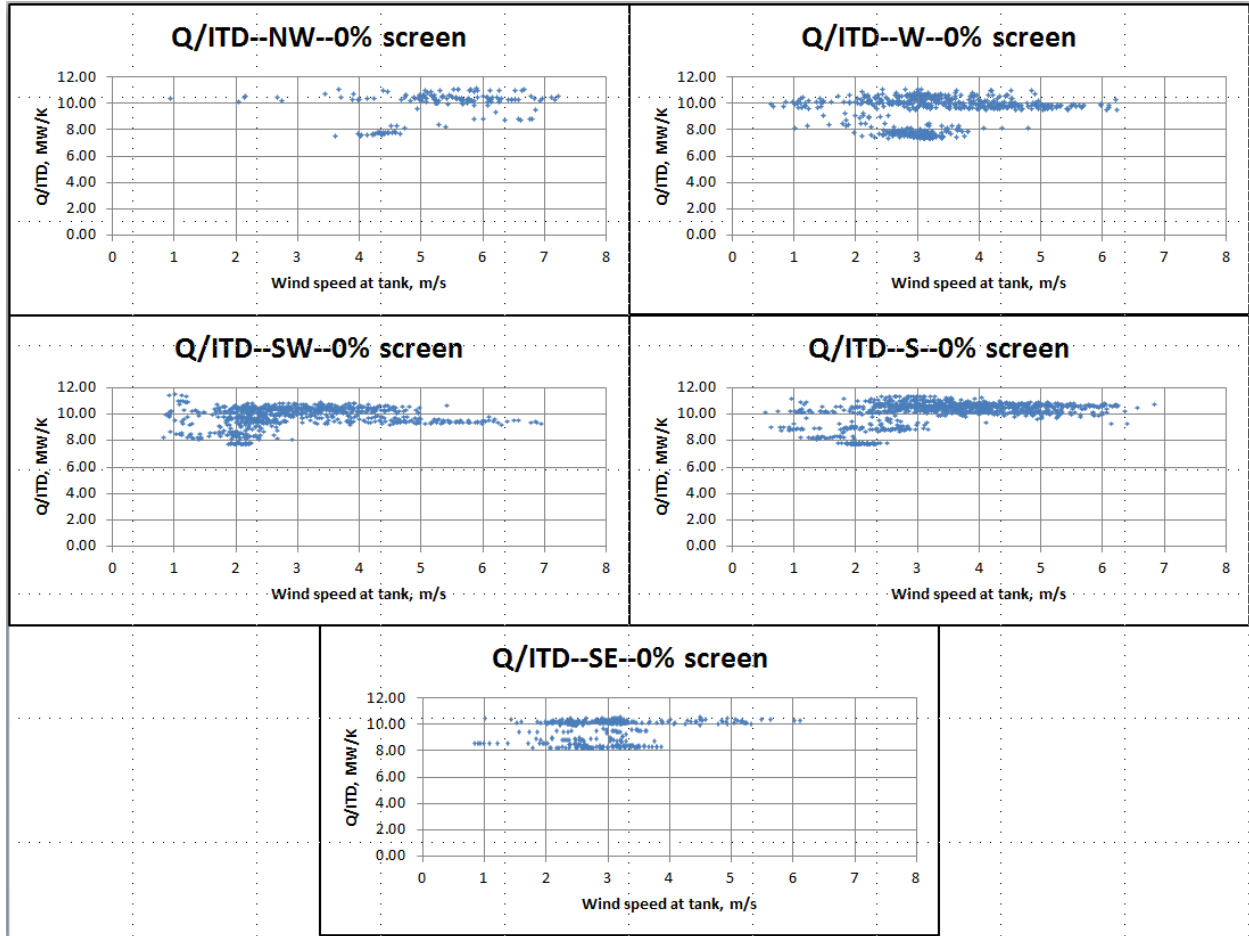 Q/ITD--NW--0% screen
12.00
10.00
8.00
6.00
4.00
2.00
0.00
Q/ITD, MW/K
0 1 2 3 4 5 6 7 8
Wind speed at tank, m/s
Q/ITD--W--0% screen
12.00
10.00
8.00
6.00
4.00
2.00
0.00
Q/ITD, MW/K
0 1 2 3 4 5 6 7 8
Wind speed at tank, m/s
Q/ITD--SW--0% screen
12.00
10.00
8.00
6.00
4.00
2.00
0.00
Q/ITD, MW/K
0 1 2 3 4 5 6 7 8
Wind speed at tank, m/s
Q/ITD--S--0% screen
12.00
10.00
8.00
6.00
4.00
2.00
0.00
Q/ITD, MW/K
0 1 2 3 4 5 6 7 8
Wind speed at tank, m/s
Q/ITD--SE--0% screen
12.00
10.00
8.00
6.00
4.00
2.00
0.00
Q/ITD, MW/K
0 1 2 3 4 5 6 7 8
Wind speed at tank, m/s